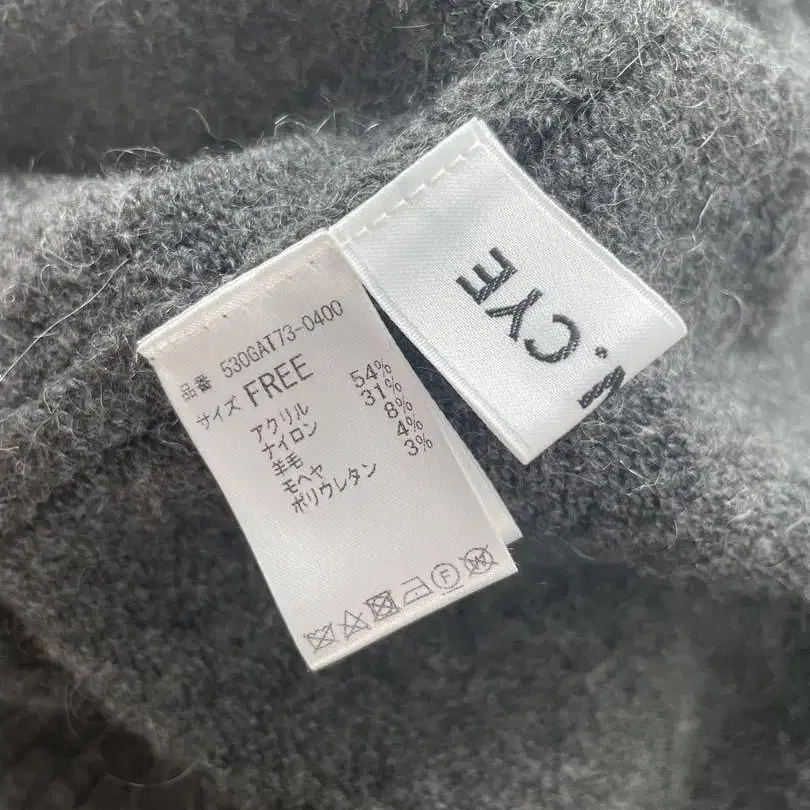 品番 530GAT73-0400
サイズ FREE
アクリル 54%
ナイロン 31%
羊毛 8%
モヘヤ 4%
ポリウレタン 3%
F
W
. CYE